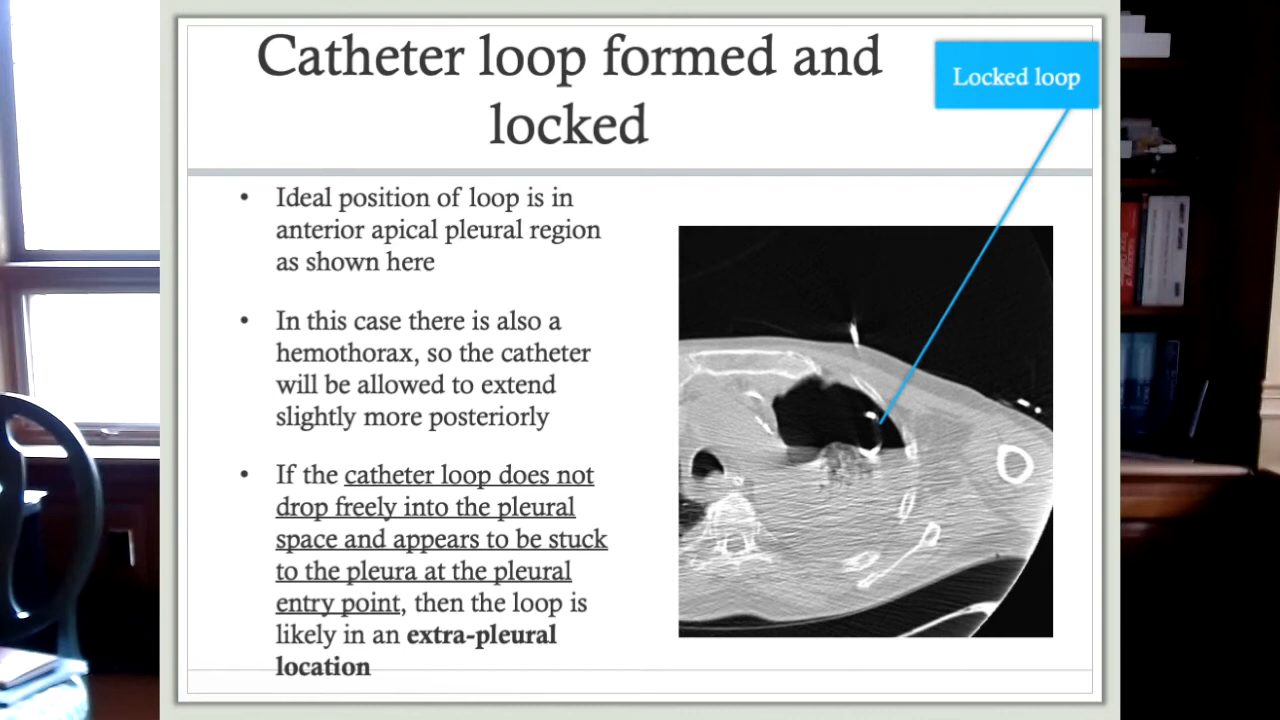 Catheter loop formed and
locked
Locked loop
• Ideal position of loop is in
anterior apical pleural region
as shown here
• In this case there is also a
hemothorax, so the catheter
will be allowed to extend
slightly more posteriorly
• If the catheter loop does not
drop freely into the pleural
space and appears to be stuck
to the pleura at the pleural
entry point, then the loop is
likely in an extra-pleural
location